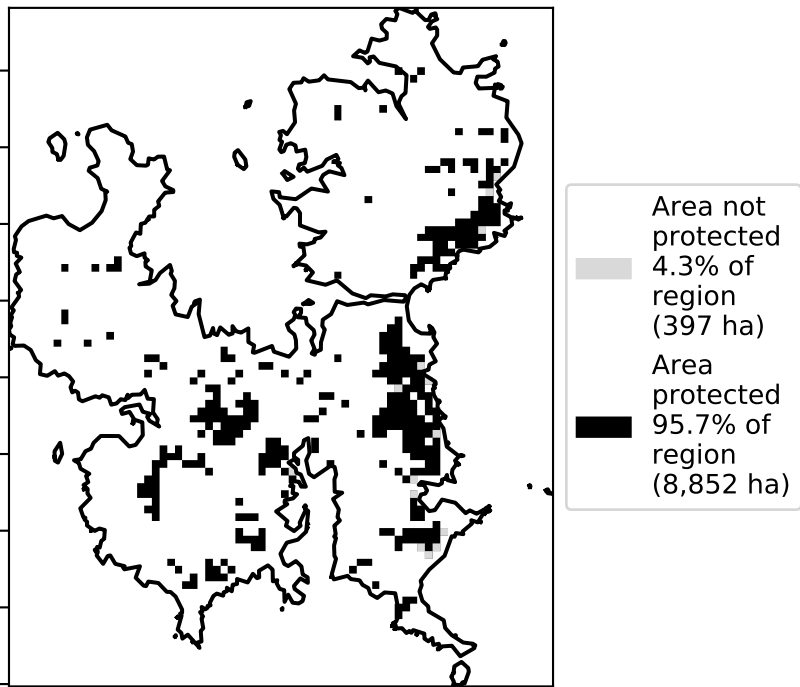 Area not
protected
4.3% of
region
(397 ha)
Area
protected
95.7% of
region
(8,852 ha)